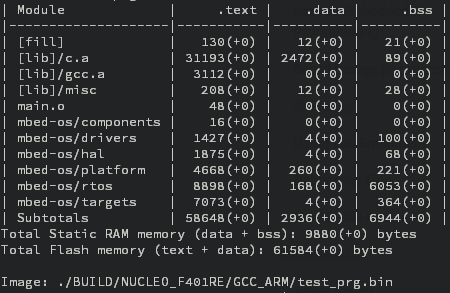 | Module | .text | .data | .bss |
|--------------------|--------------|-------------|-------------|
| [fill] | 130(+0) | 12(+0) | 21(+0) |
| [lib]/c.a | 31193(+0) | 2472(+0) | 89(+0) |
| [lib]/gcc.a | 3112(+0) | 0(+0) | 0(+0) |
| [lib]/misc | 208(+0) | 12(+0) | 28(+0) |
| main.o | 48(+0) | 0(+0) | 0(+0) |
| mbed-os/components | 16(+0) | 0(+0) | 0(+0) |
| mbed-os/drivers | 1427(+0) | 4(+0) | 100(+0) |
| mbed-os/hal | 1875(+0) | 4(+0) | 68(+0) |
| mbed-os/platform | 4668(+0) | 260(+0) | 221(+0) |
| mbed-os/rtos | 8898(+0) | 168(+0) | 6053(+0) |
| mbed-os/targets | 7073(+0) | 4(+0) | 364(+0) |
| Subtotals | 58648(+0) | 2936(+0) | 6944(+0) |
Total Static RAM memory (data + bss): 9880(+0) bytes
Total Flash memory (text + data): 61584(+0) bytes
Image: ./BUILD/NUCLEO_F401RE/GCC_ARM/test_prg.bin